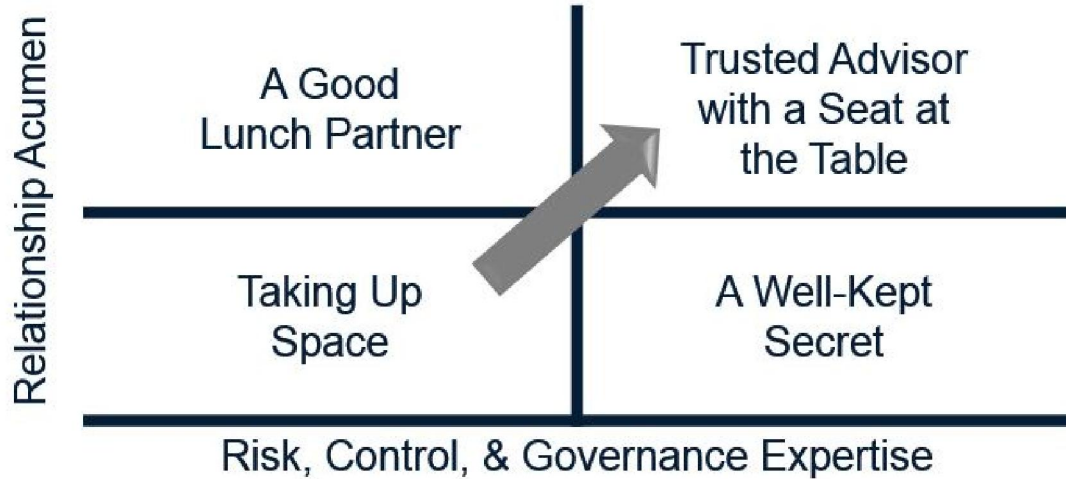 Relationship Acumen
A Good
Lunch Partner
Trusted Advisor
with a Seat at
the Table
Taking Up
Space
A Well-Kept
Secret
Risk, Control, & Governance Expertise